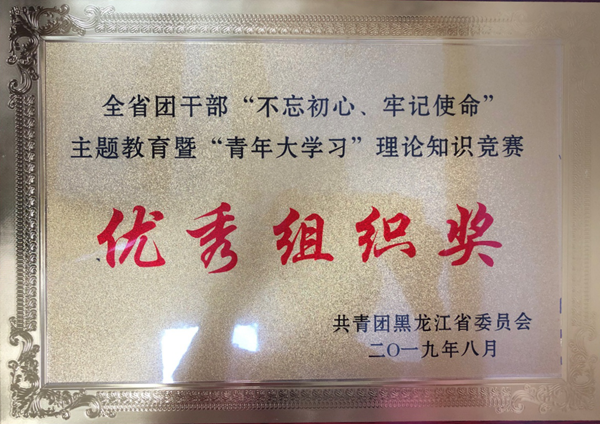 全省团干部“不忘初心、牢记使命”
主题教育暨“青年大学习”理论知识竞赛
优秀组织奖
共青团黑龙江省委员会
二〇一九年八月